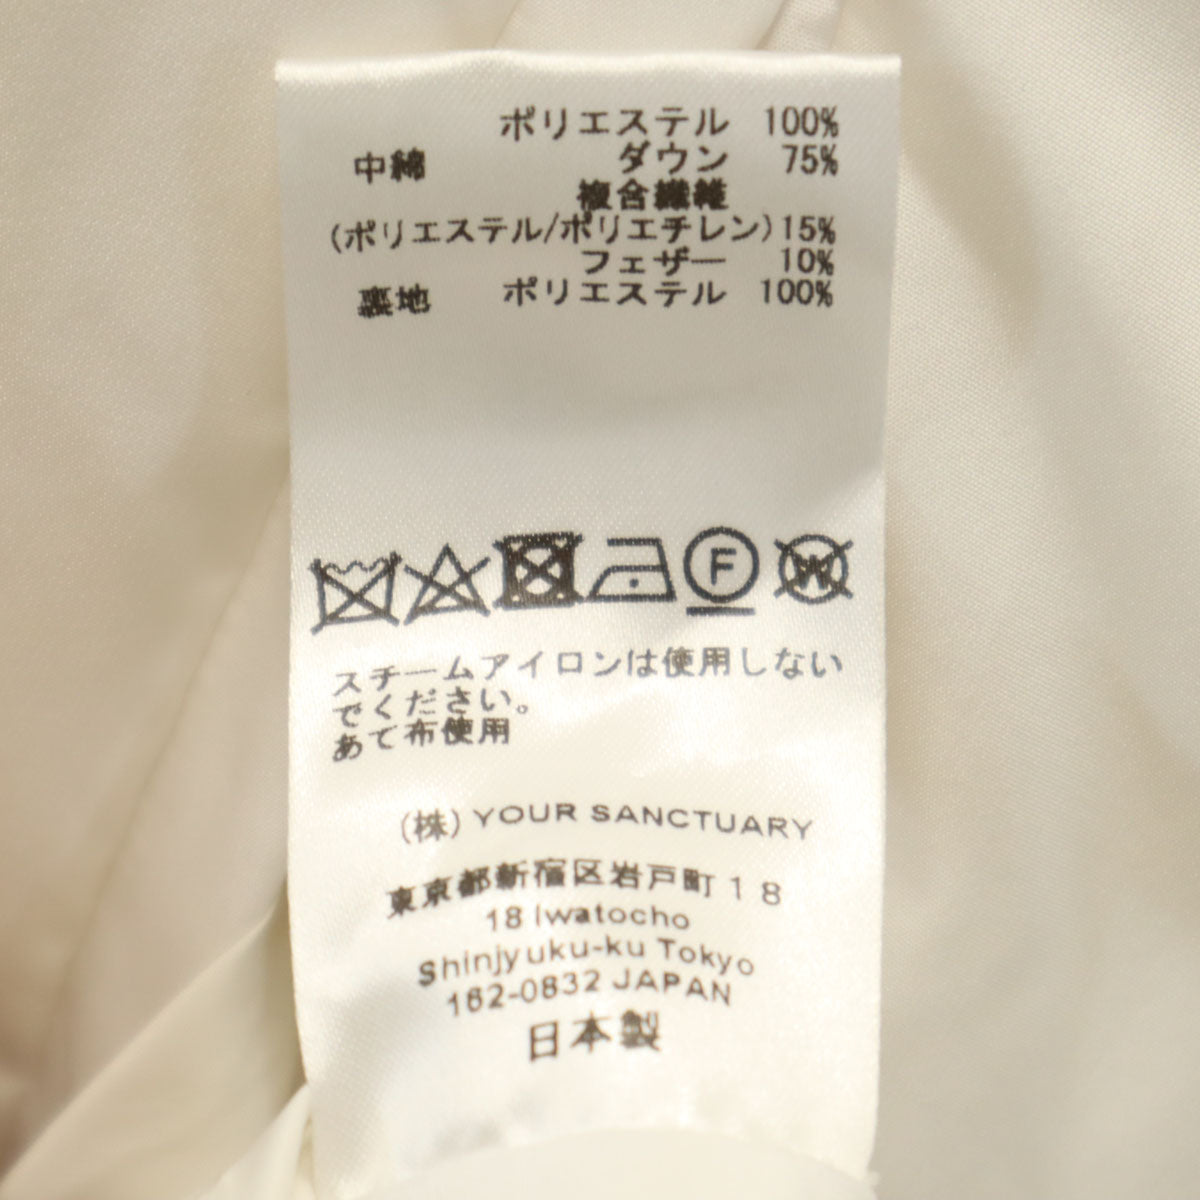 ポリエステル 100%
中綿 ダウン 75%
複合繊維
(ポリエステル/ポリエチレン)15%
フェザー 10%
裏地 ポリエステル 100%
F W
スチームアイロンは使用しない
でください。
あて布使用
(株) YOUR SANCTUARY
東京都新宿区岩戸町18
18 Iwatocho
Shinjyuku-ku Tokyo
162-0832 JAPAN
日本製